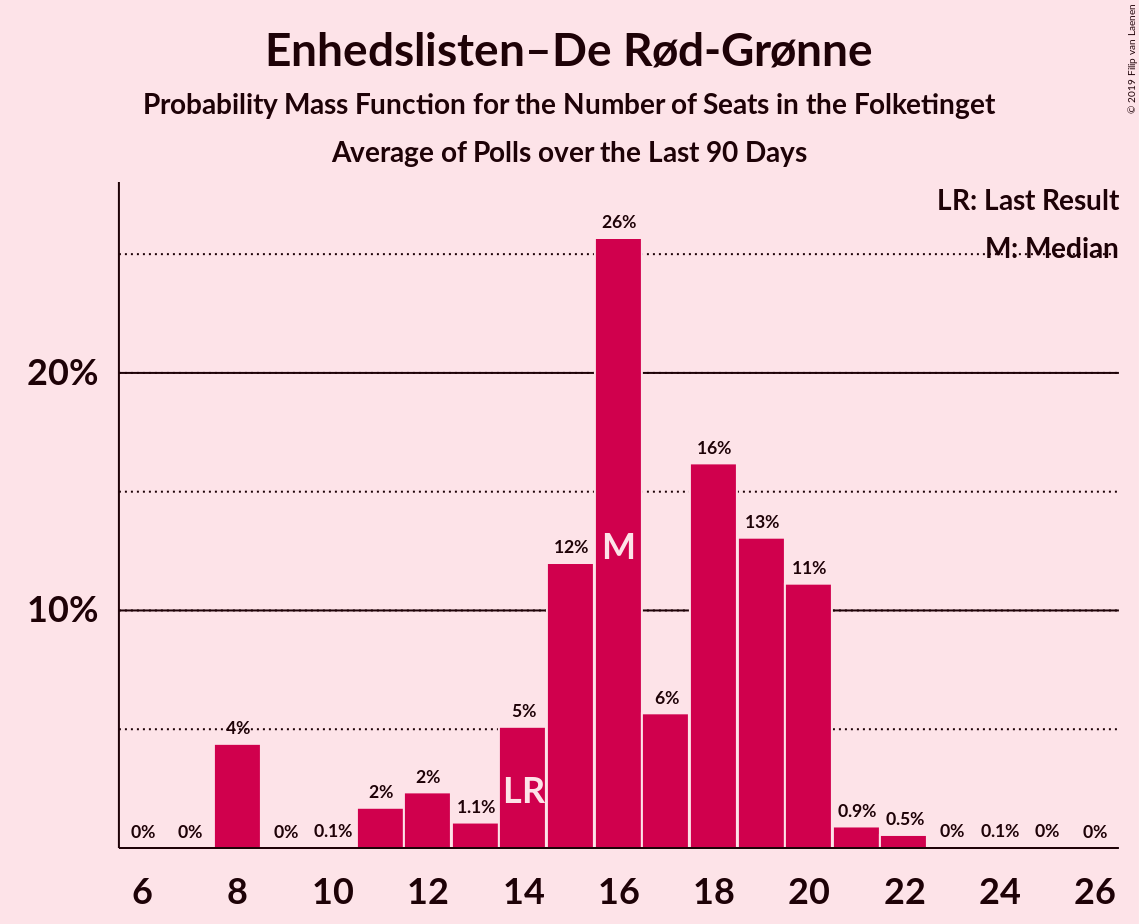 Enhedslisten–De Rød-Grønne
Probability Mass Function for the Number of Seats in the Folketinget
Average of Polls over the Last 90 Days
© 2019 Filip van Laenen
LR: Last Result
M: Median
20%
10%
0%
0%
4%
0%
0.1%
2%
2%
1.1%
5%
12%
26%
6%
16%
13%
11%
0.9%
0.5%
0%
0.1%
0%
0%
LR
M
6 8 10 12 14 16 18 20 22 24 26